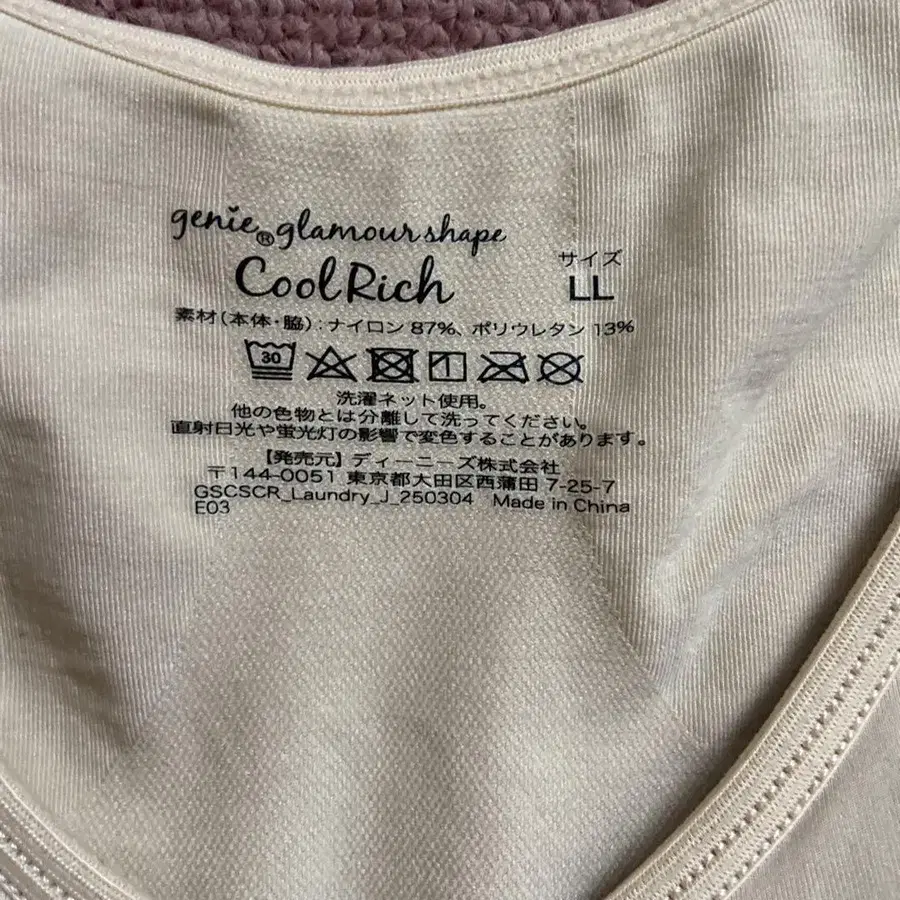 genie®glamour shape
Cool Rich
サイズ
LL
素材(本体・脇):ナイロン 87%、ポリウレタン 13%
30
洗濯ネット使用。
他の色物とは分離して洗ってください。
直射日光や蛍光灯の影響で変色することがあります。
【発売元】ディーニーズ株式会社
〒144-0051 東京都大田区西蒲田 7-25-7
GSCSCR_Laundry_J_250304 Made in China
E03